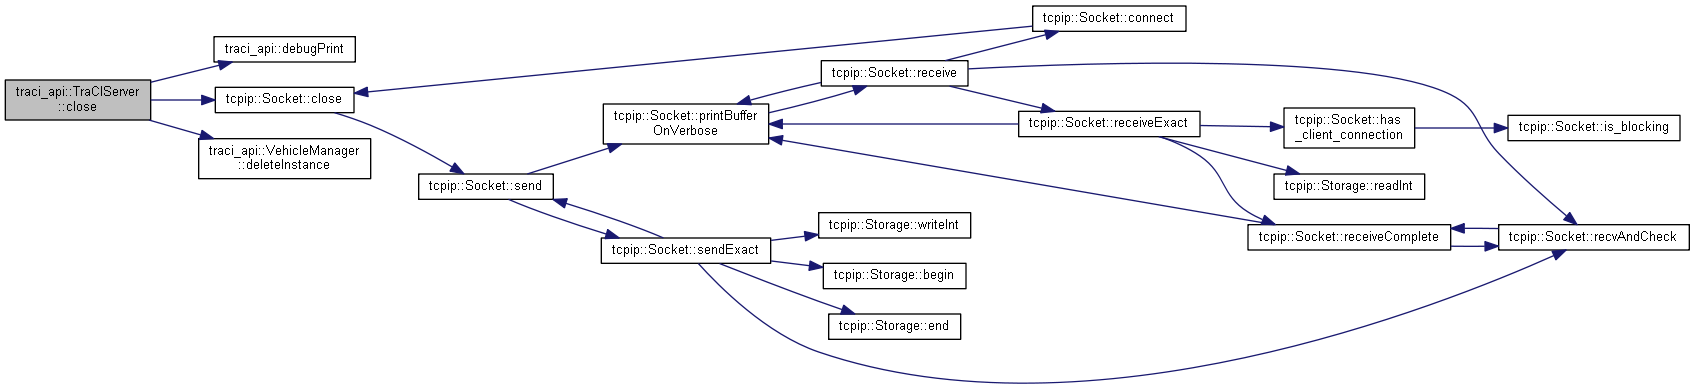 traci_api::TraCIServer
::close
traci_api::debugPrint
tcpip::Socket::close
traci_api::VehicleManager
::deleteInstance
tcpip::Socket::send
tcpip::Socket::printBuffer
OnVerbose
tcpip::Socket::sendExact
tcpip::Socket::receive
tcpip::Storage::writeInt
tcpip::Storage::begin
tcpip::Storage::end
tcpip::Socket::connect
tcpip::Socket::receiveExact
tcpip::Socket::has
_client_connection
tcpip::Storage::readInt
tcpip::Socket::receiveComplete
tcpip::Socket::is_blocking
tcpip::Socket::recvAndCheck